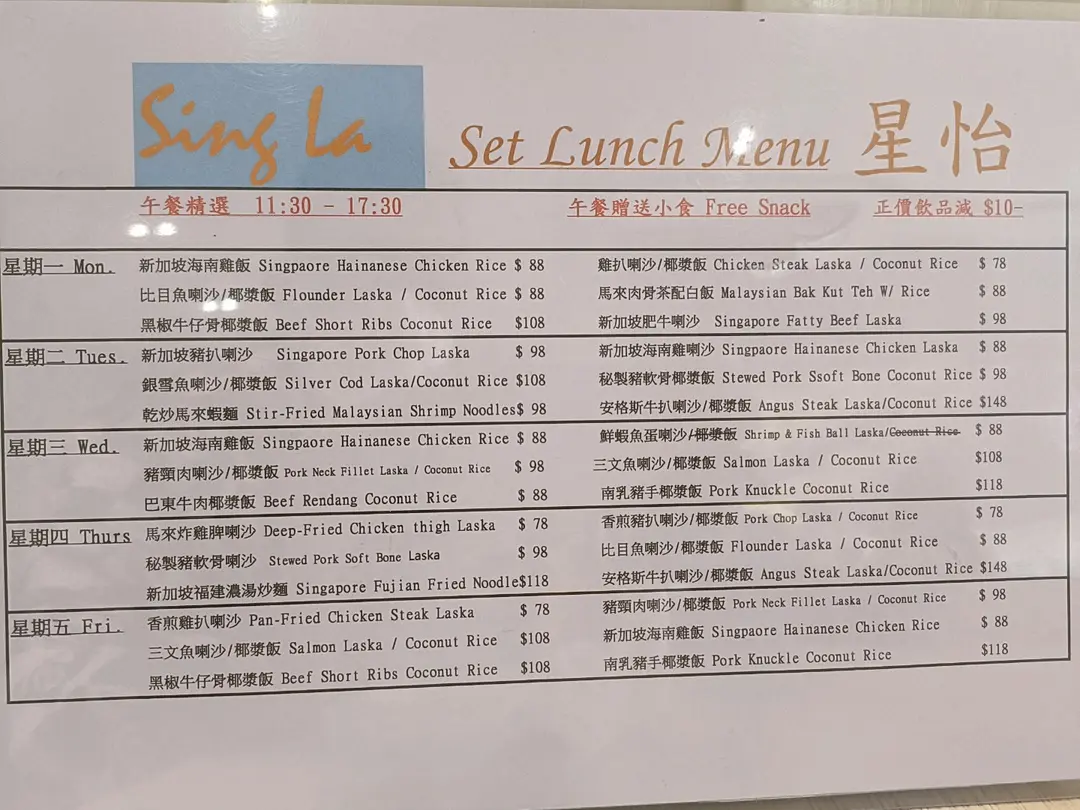 Sing La
Set Lunch Menu 星怡
午餐精選 11:30 - 17:30 午餐贈送小食 Free Snack 正價飲品減 $10-
星期一 Mon. 新加坡海南雞飯 Singpaore Hainanese Chicken Rice $ 88 雞扒喇沙/椰漿飯 Chicken Steak Laska / Coconut Rice $ 78
比目魚喇沙/椰漿飯 Flounder Laska / Coconut Rice $ 88 馬來肉骨茶配白飯 Malaysian Bak Kut Teh W/ Rice $ 88
黑椒牛仔骨椰漿飯 Beef Short Ribs Coconut Rice $108 新加坡肥牛喇沙 Singapore Fatty Beef Laska $ 98
星期二 Tues. 新加坡豬扒喇沙 Singapore Pork Chop Laska $ 98 新加坡海南雞喇沙 Singpaore Hainanese Chicken Laska $ 88
銀雪魚喇沙/椰漿飯 Silver Cod Laska/Coconut Rice $108 秘製豬軟骨椰漿飯 Stewed Pork Ssoft Bone Coconut Rice $ 98
乾炒馬來蝦麵 Stir-Fried Malaysian Shrimp Noodles $ 98 安格斯牛扒喇沙/椰漿飯 Angus Steak Laska/Coconut Rice $148
星期三 Wed. 新加坡海南雞飯 Singpaore Hainanese Chicken Rice $ 88 鮮蝦魚蛋喇沙/椰漿飯 Shrimp & Fish Ball Laska/Coconut Rice $ 88
豬頸肉喇沙/椰漿飯 Pork Neck Fillet Laska / Coconut Rice $ 98 三文魚喇沙/椰漿飯 Salmon Laska / Coconut Rice $108
巴東牛肉椰漿飯 Beef Rendang Coconut Rice $ 88 南乳豬手椰漿飯 Pork Knuckle Coconut Rice $118
星期四 Thurs 馬來炸雞脾喇沙 Deep-Fried Chicken thigh Laska $ 78 香煎豬扒喇沙/椰漿飯 Pork Chop Laska / Coconut Rice $ 78
秘製豬軟骨喇沙 Stewed Pork Soft Bone Laska $ 98 比目魚喇沙/椰漿飯 Flounder Laska / Coconut Rice $ 88
新加坡福建濃湯炒麵 Singapore Fujian Fried Noodle $118 安格斯牛扒喇沙/椰漿飯 Angus Steak Laska/Coconut Rice $148
星期五 Fri. 香煎雞扒喇沙 Pan-Fried Chicken Steak Laska $ 78 豬頸肉喇沙/椰漿飯 Pork Neck Fillet Laska / Coconut Rice $ 98
三文魚喇沙/椰漿飯 Salmon Laska / Coconut Rice $108 新加坡海南雞飯 Singpaore Hainanese Chicken Rice $ 88
黑椒牛仔骨椰漿飯 Beef Short Ribs Coconut Rice $108 南乳豬手椰漿飯 Pork Knuckle Coconut Rice $118